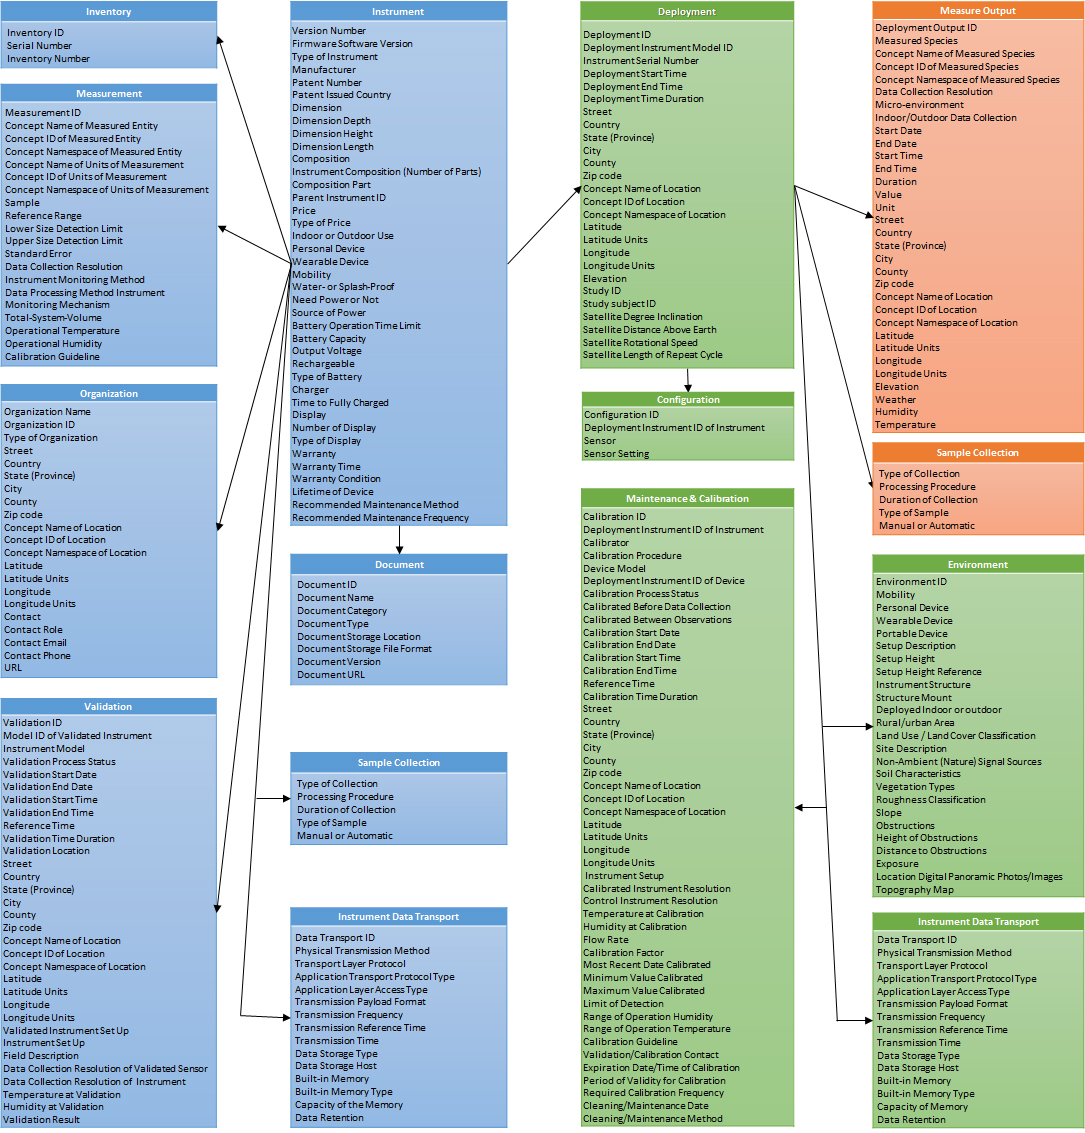 Inventory
Inventory ID
Serial Number
Inventory Number
Measurement
Measurement ID
Concept Name of Measured Entity
Concept ID of Measured Entity
Concept Namespace of Measured Entity
Concept Name of Units of Measurement
Concept ID of Units of Measurement
Concept Namespace of Units of Measurement
Sample
Reference Range
Lower Size Detection Limit
Upper Size Detection Limit
Standard Error
Data Collection Resolution
Instrument Monitoring Method
Data Processing Method Instrument
Monitoring Mechanism
Total-System-Volume
Operational Temperature
Operational Humidity
Calibration Guideline
Organization
Organization Name
Organization ID
Type of Organization
Street
Country
State (Province)
City
County
Zip code
Concept Name of Location
Concept ID of Location
Concept Namespace of Location
Latitude
Latitude Units
Longitude
Longitude Units
Contact
Contact Role
Contact Email
Contact Phone
URL
Validation
Validation ID
Model ID of Validated Instrument
Instrument Model
Validation Process Status
Validation Start Date
Validation End Date
Validation Start Time
Validation End Time
Reference Time
Validation Time Duration
Validation Location
Street
Country
State (Province)
City
County
Zip code
Concept Name of Location
Concept ID of Location
Concept Namespace of Location
Latitude
Latitude Units
Longitude
Longitude Units
Validated Instrument Set Up
Instrument Set Up
Field Description
Data Collection Resolution of Validated Sensor
Data Collection Resolution of Instrument
Temperature at Validation
Humidity at Validation
Validation Result
Instrument
Version Number
Firmware Software Version
Type of Instrument
Manufacturer
Patent Number
Patent Issued Country
Dimension
Dimension Depth
Dimension Height
Dimension Length
Composition
Instrument Composition (Number of Parts)
Composition Part
Parent Instrument ID
Price
Type of Price
Indoor or Outdoor Use
Personal Device
Wearable Device
Mobility
Water- or Splash-Proof
Need Power or Not
Source of Power
Battery Operation Time Limit
Battery Capacity
Output Voltage
Rechargeable
Type of Battery
Charger
Time to Fully Charged
Display
Number of Display
Type of Display
Warranty
Warranty Time
Warranty Condition
Lifetime of Device
Recommended Maintenance Method
Recommended Maintenance Frequency
Document
Document ID
Document Name
Document Category
Document Type
Document Storage Location
Document Storage File Format
Document Version
Document URL
Sample Collection
Type of Collection
Processing Procedure
Duration of Collection
Type of Sample
Manual or Automatic
Instrument Data Transport
Data Transport ID
Physical Transmission Method
Transport Layer Protocol
Application Transport Protocol Type
Application Layer Access Type
Transmission Payload Format
Transmission Frequency
Transmission Reference Time
Transmission Time
Data Storage Type
Data Storage Host
Built-in Memory
Built-in Memory Type
Capacity of the Memory
Data Retention
Deployment
Deployment ID
Deployment Instrument Model ID
Instrument Serial Number
Deployment Start Time
Deployment End Time
Deployment Time Duration
Street
Country
State (Province)
City
County
Zip code
Concept Name of Location
Concept ID of Location
Concept Namespace of Location
Latitude
Latitude Units
Longitude
Longitude Units
Elevation
Study ID
Study subject ID
Satellite Degree Inclination
Satellite Distance Above Earth
Satellite Rotational Speed
Satellite Length of Repeat Cycle
Configuration
Configuration ID
Deployment Instrument ID of Instrument
Sensor
Sensor Setting
Maintenance & Calibration
Calibration ID
Deployment Instrument ID of Instrument
Calibrator
Calibration Procedure
Device Model
Deployment Instrument ID of Device
Calibration Process Status
Calibrated Before Data Collection
Calibrated Between Observations
Calibration Start Date
Calibration End Date
Calibration Start Time
Calibration End Time
Reference Time
Calibration Time Duration
Street
Country
State (Province)
City
County
Zip code
Concept Name of Location
Concept ID of Location
Concept Namespace of Location
Latitude
Latitude Units
Longitude
Longitude Units
Instrument Setup
Calibrated Instrument Resolution
Control Instrument Resolution
Temperature at Calibration
Humidity at Calibration
Flow Rate
Calibration Factor
Most Recent Date Calibrated
Minimum Value Calibrated
Maximum Value Calibrated
Limit of Detection
Range of Operation Humidity
Range of Operation Temperature
Calibration Guideline
Validation/Calibration Contact
Expiration Date/Time of Calibration
Period of Validity for Calibration
Required Calibration Frequency
Cleaning/Maintenance Date
Cleaning/Maintenance Method
Measure Output
Deployment Output ID
Measured Species
Concept Name of Measured Species
Concept ID of Measured Species
Concept Namespace of Measured Species
Data Collection Resolution
Micro-environment
Indoor/Outdoor Data Collection
Start Date
End Date
Start Time
End Time
Duration
Value
Unit
Street
Country
State (Province)
City
County
Zip code
Concept Name of Location
Concept ID of Location
Concept Namespace of Location
Latitude
Latitude Units
Longitude
Longitude Units
Elevation
Weather
Humidity
Temperature
Sample Collection
Type of Collection
Processing Procedure
Duration of Collection
Type of Sample
Manual or Automatic
Environment
Environment ID
Mobility
Personal Device
Wearable Device
Portable Device
Setup Description
Setup Height
Setup Height Reference
Instrument Structure
Structure Mount
Deployed Indoor or outdoor
Rural/urban Area
Land Use / Land Cover Classification
Site Description
Non-Ambient (Nature) Signal Sources
Soil Characteristics
Vegetation Types
Roughness Classification
Slope
Obstructions
Height of Obstructions
Distance to Obstructions
Exposure
Location Digital Panoramic Photos/Images
Topography Map
Instrument Data Transport
Data Transport ID
Physical Transmission Method
Transport Layer Protocol
Application Transport Protocol Type
Application Layer Access Type
Transmission Payload Format
Transmission Frequency
Transmission Reference Time
Transmission Time
Data Storage Type
Data Storage Host
Built-in Memory
Built-in Memory Type
Capacity of Memory
Data Retention